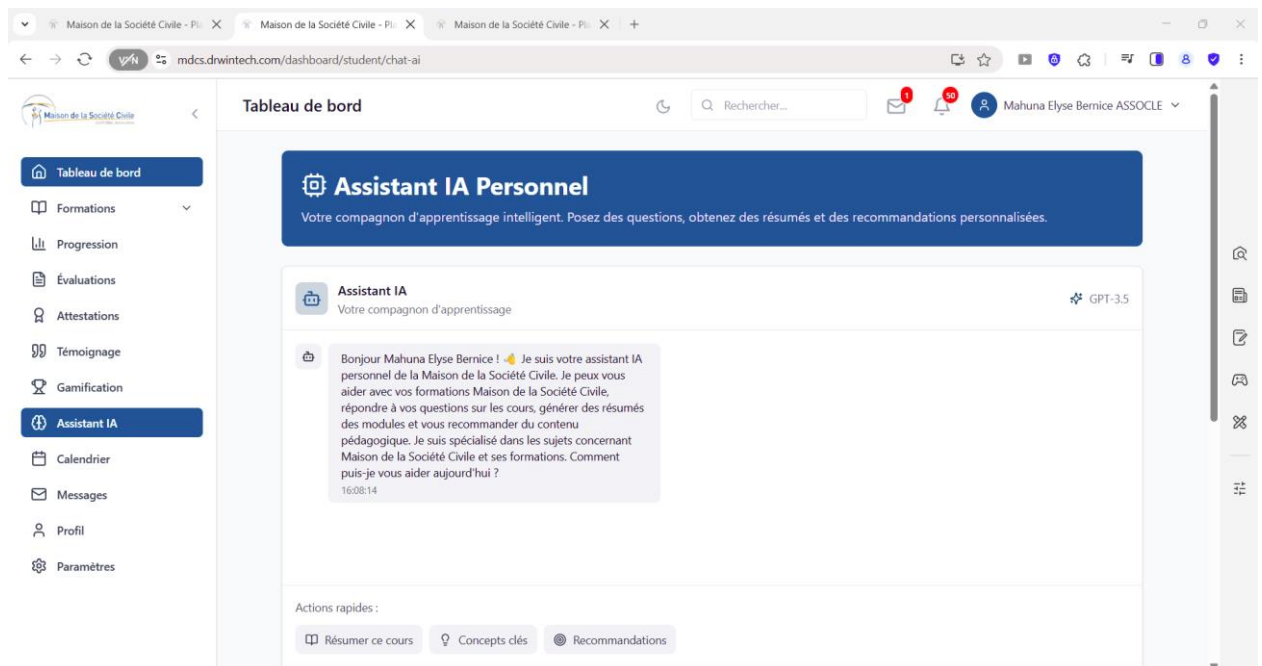 Maison de la Société Civile - Pla
Maison de la Société Civile - Pla
Maison de la Société Civile - Pla
VPN
mdcs.drwintech.com/dashboard/student/chat-ai
8
Maison de la Société Civile
Tableau de bord
Rechercher...
1
50
Mahuna Elyse Bernice ASSOCLE
Tableau de bord
Formations
Progression
Évaluations
Attestations
Témoignage
Gamification
Assistant IA
Calendrier
Messages
Profil
Paramètres
Assistant IA Personnel
Votre compagnon d'apprentissage intelligent. Posez des questions, obtenez des résumés et des recommandations personnalisées.
Assistant IA
Votre compagnon d'apprentissage
GPT-3.5
Bonjour Mahuna Elyse Bernice ! 👋 Je suis votre assistant IA
personnel de la Maison de la Société Civile. Je peux vous
aider avec vos formations Maison de la Société Civile,
répondre à vos questions sur les cours, générer des résumés
des modules et vous recommander du contenu
pédagogique. Je suis spécialisé dans les sujets concernant
Maison de la Société Civile et ses formations. Comment
puis-je vous aider aujourd'hui ?
16:08:14
Actions rapides :
Résumer ce cours
Concepts clés
Recommandations